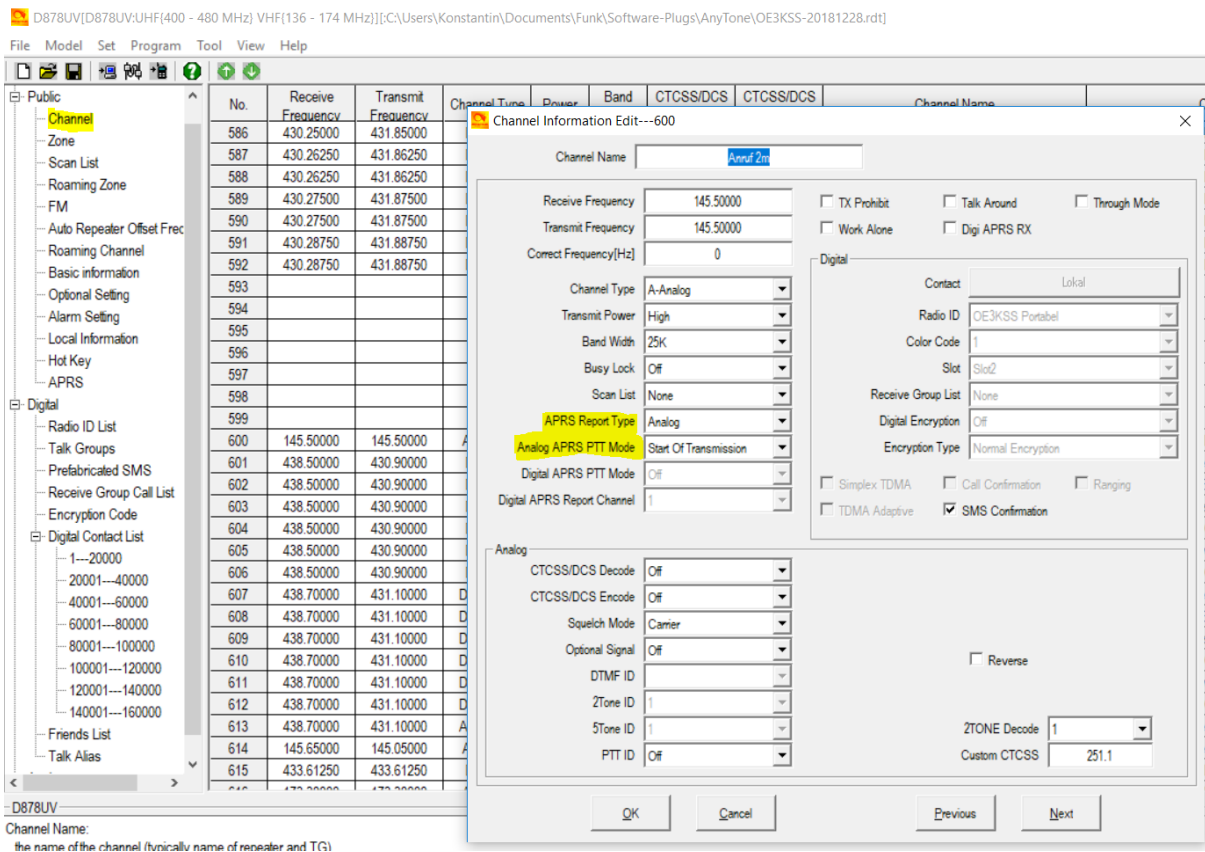 D878UV[D878UV:UHF{400 - 480 MHz} VHF{136 - 174 MHz}][:C:\Users\Konstantin\Documents\Funk\Software-Plugs\AnyTone\OE3KSS-20181228.rdt]
File Model Set Program Tool View Help
Public
Channel
Zone
Scan List
Roaming Zone
FM
Auto Repeater Offset Frec
Roaming Channel
Basic information
Optional Setting
Alarm Setting
Local Information
Hot Key
APRS
Digital
Radio ID List
Talk Groups
Prefabricated SMS
Receive Group Call List
Encryption Code
Digital Contact List
1---20000
20001---40000
40001---60000
60001---80000
80001---100000
100001---120000
120001---140000
140001---160000
Friends List
Talk Alias
No. Receive Frequency Transmit Frequency Channel Type Power Band CTCSS/DCS CTCSS/DCS Channel Name
586 430.25000 431.85000
587 430.26250 431.86250
588 430.26250 431.86250
589 430.27500 431.87500
590 430.27500 431.87500
591 430.28750 431.88750
592 430.28750 431.88750
593
594
595
596
597
598
599
600 145.50000 145.50000 A
601 438.50000 430.90000
602 438.50000 430.90000
603 438.50000 430.90000
604 438.50000 430.90000
605 438.50000 430.90000
606 438.50000 430.90000
607 438.70000 431.10000 D
608 438.70000 431.10000 D
609 438.70000 431.10000 D
610 438.70000 431.10000 D
611 438.70000 431.10000 D
612 438.70000 431.10000 D
613 438.70000 431.10000 A
614 145.65000 145.05000 A
615 433.61250 433.61250
Channel Information Edit---600
Channel Name Anruf 2m
Receive Frequency 145.50000
Transmit Frequency 145.50000
Correct Frequency[Hz] 0
Channel Type A-Analog
Transmit Power High
Band Width 25K
Busy Lock Off
Scan List None
APRS Report Type Analog
Analog APRS PTT Mode Start Of Transmission
Digital APRS PTT Mode Off
Digital APRS Report Channel 1
TX Prohibit Talk Around Through Mode
Work Alone Digi APRS RX
Digital
Contact Lokal
Radio ID OE3KSS Portabel
Color Code 1
Slot Slot2
Receive Group List None
Digital Encryption Off
Encryption Type Normal Encryption
Simplex TDMA Call Confirmation Ranging
TDMA Adaptive SMS Confirmation
Analog
CTCSS/DCS Decode Off
CTCSS/DCS Encode Off
Squelch Mode Carrier
Optional Signal Off
DTMF ID
2Tone ID 1
5Tone ID 1
PTT ID Off
Reverse
2TONE Decode 1
Custom CTCSS 251.1
OK Cancel Previous Next
D878UV
Channel Name:
the name of the channel (typically name of repeater and TG)